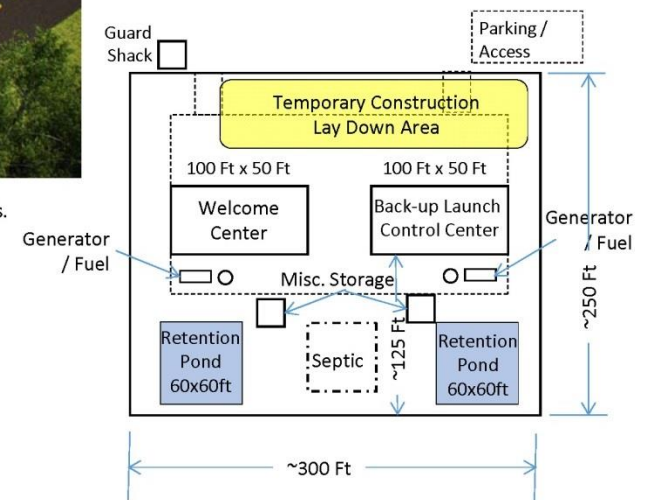 Guard
Shack
Parking /
Access
Temporary Construction
Lay Down Area
100 Ft x 50 Ft
100 Ft x 50 Ft
s.
Welcome
Center
Back-up Launch
Control Center
Generator
/ Fuel
Generator
/ Fuel
Misc. Storage
~250 Ft
~125 Ft
Retention
Pond
60x60ft
Septic
Retention
Pond
60x60ft
~300 Ft